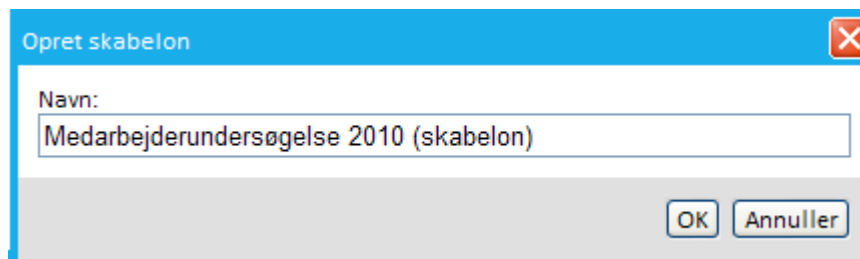 Opret skabelon
Navn:
Medarbejderundersøgelse 2010 (skabelon)
OK Annuller